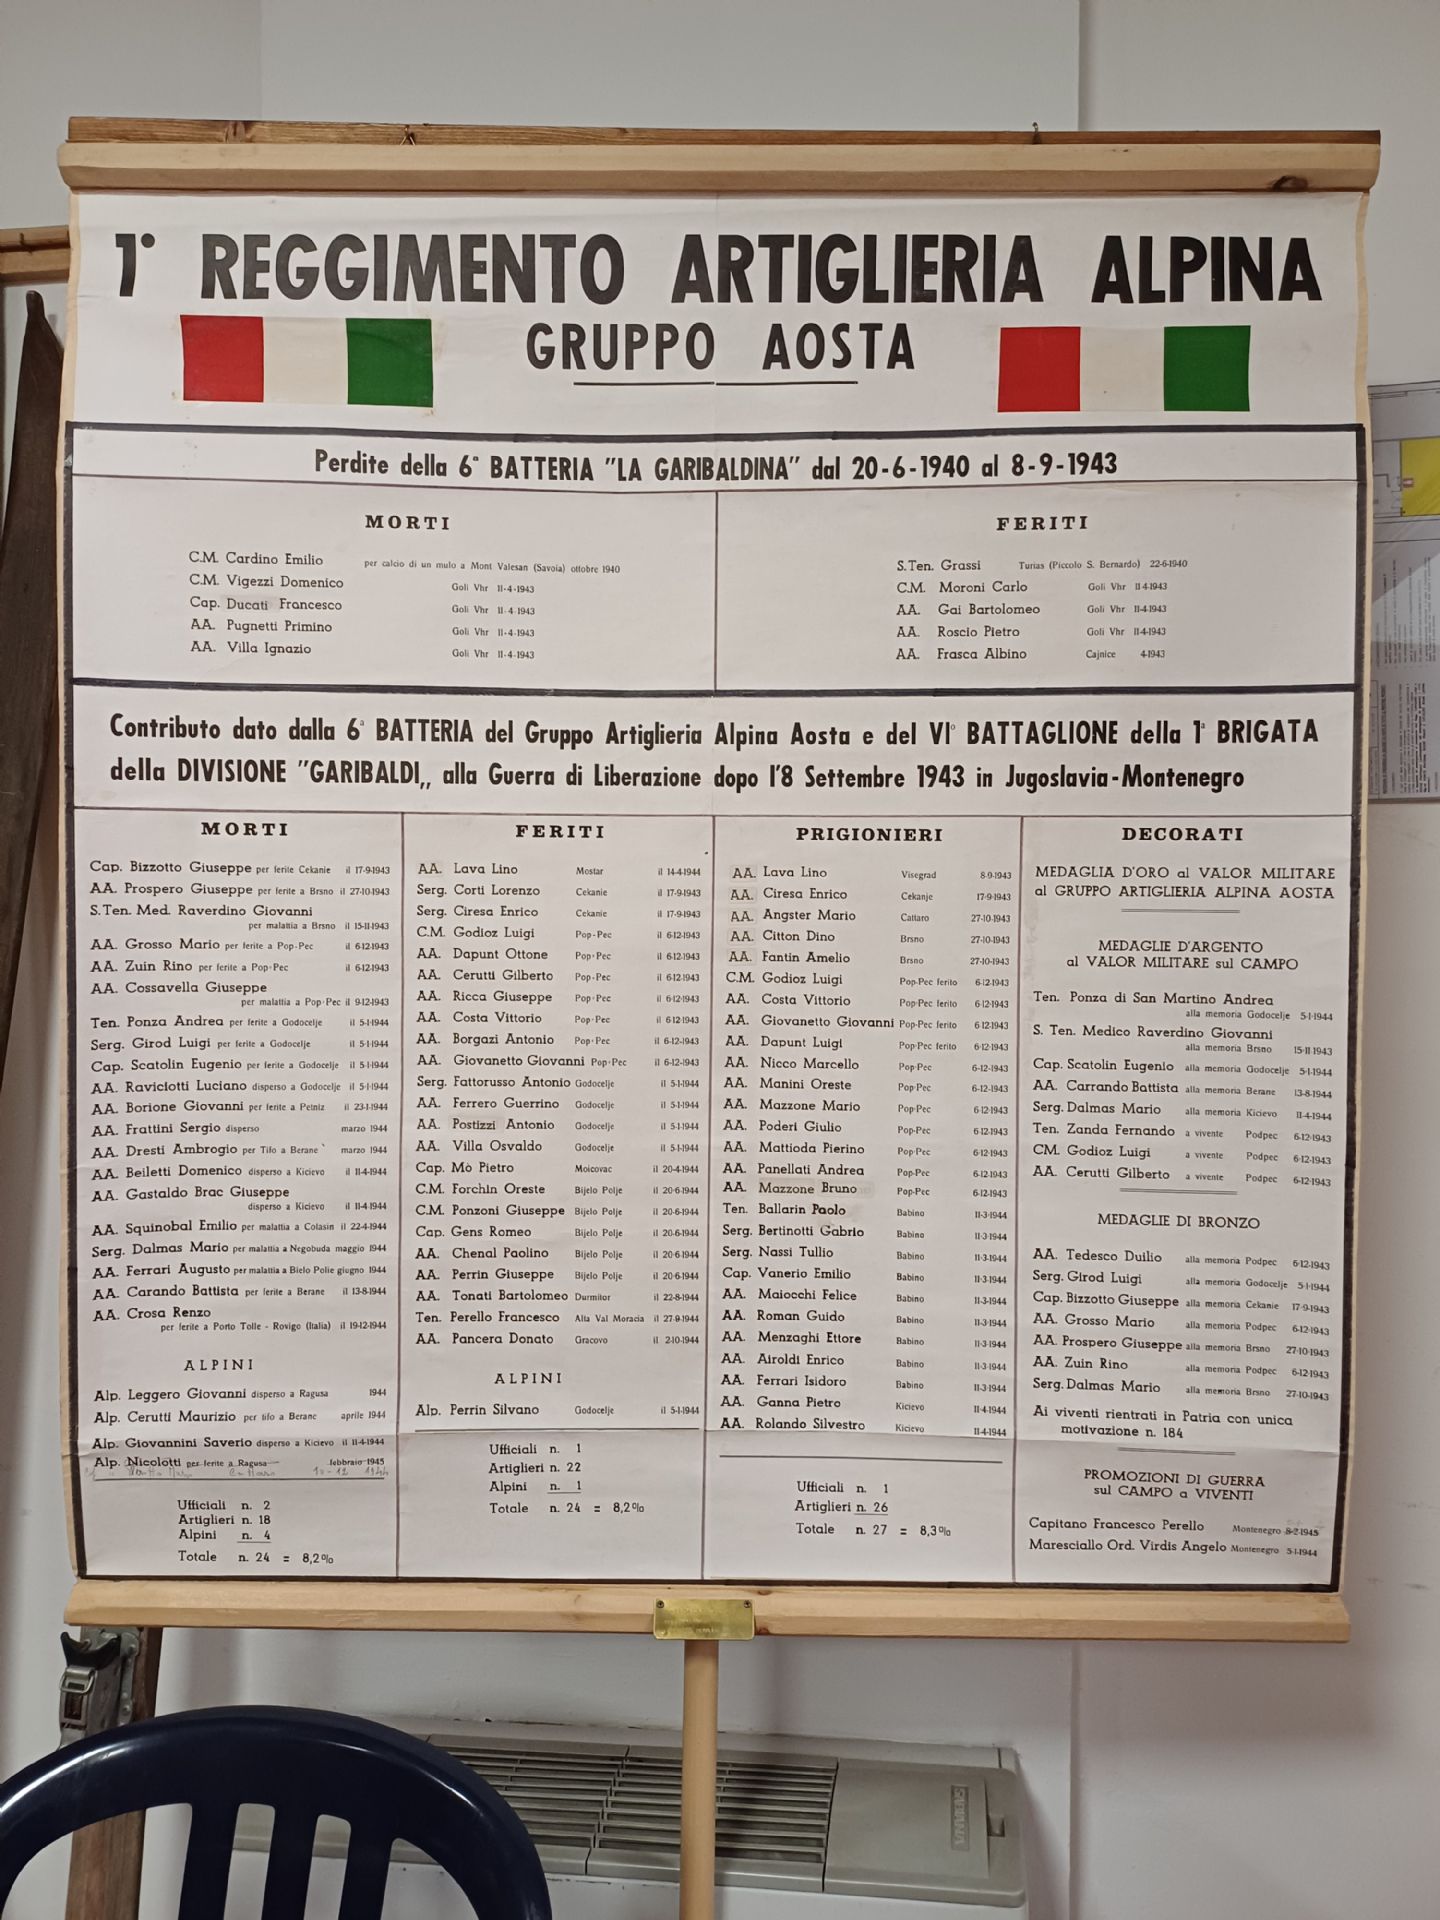 1° REGGIMENTO ARTIGLIERIA ALPINA
GRUPPO AOSTA
Perdite della 6ª BATTERIA "LA GARIBALDINA" dal 20-6-1940 al 8-9-1943
MORTI
C.M. Cardino Emilio per calcio di un mulo a Mont Valesan (Savoia) ottobre 1940
C.M. Vigezzi Domenico Goli Vhr 11-4-1943
Cap. Ducati Francesco Goli Vhr 11-4-1943
AA. Pugnetti Primino Goli Vhr 11-4-1943
AA. Villa Ignazio Goli Vhr 11-4-1943
FERITI
S.Ten. Grassi Turias (Piccolo S. Bernardo) 22-6-1940
C.M. Moroni Carlo Goli Vhr 11-4-1943
AA. Gai Bartolomeo Goli Vhr 11-4-1943
AA. Roscio Pietro Goli Vhr 11-4-1943
AA. Frasca Albino Cajnice 4-1943
Contributo dato dalla 6ª BATTERIA del Gruppo Artiglieria Alpina Aosta e del VI° BATTAGLIONE della 1ª BRIGATA
della DIVISIONE "GARIBALDI,, alla Guerra di Liberazione dopo l'8 Settembre 1943 in Jugoslavia-Montenegro
MORTI
Cap. Bizzotto Giuseppe per ferite Cekanie il 17-9-1943
AA. Prospero Giuseppe per ferite a Brsno il 27-10-1943
S.Ten. Med. Raverdino Giovanni
per malattia a Brsno il 15-11-1943
AA. Grosso Mario per ferite a Pop-Pec il 6-12-1943
AA. Zuin Rino per ferite a Pop-Pec il 6-12-1943
AA. Cossavella Giuseppe
per malattia a Pop-Pec il 9-12-1943
Ten. Ponza Andrea per ferite a Godocelje il 5-1-1944
Serg. Girod Luigi per ferite a Godocelje il 5-1-1944
Cap. Scatolin Eugenio per ferite a Godocelje il 5-1-1944
AA. Raviciotti Luciano disperso a Godocelje il 5-1-1944
AA. Borione Giovanni per ferite a Petniz il 23-1-1944
AA. Frattini Sergio disperso marzo 1944
AA. Dresti Ambrogio per Tifo a Berane marzo 1944
AA. Beiletti Domenico disperso a Kicievo il 11-4-1944
AA. Gastaldo Brac Giuseppe
disperso a Kicievo il 11-4-1944
AA. Squinobal Emilio per malattia a Colasin il 22-4-1944
Serg. Dalmas Mario per malattia a Negobuda maggio 1944
AA. Ferrari Augusto per malattia a Bielo Polie giugno 1944
AA. Carando Battista per ferite a Berane il 13-8-1944
AA. Crosa Renzo
per ferite a Porto Tolle - Rovigo (Italia) il 19-12-1944
ALPINI
Alp. Leggero Giovanni disperso a Ragusa 1944
Alp. Cerutti Maurizio per tifo a Berane aprile 1944
Alp. Giovannini Saverio disperso a Kicievo il 11-4-1944
Alp. Nicolotti per ferite a Ragusa febbraio 1945
Ufficiali n. 2
Artiglieri n. 18
Alpini n. 4
Totale n. 24 = 8,2%
FERITI
AA. Lava Lino Mostar il 14-4-1944
Serg. Corti Lorenzo Cekanie il 17-9-1943
Serg. Ciresa Enrico Cekanie il 17-9-1943
C.M. Godioz Luigi Pop-Pec il 6-12-1943
AA. Dapunt Ottone Pop-Pec il 6-12-1943
AA. Cerutti Gilberto Pop-Pec il 6-12-1943
AA. Ricca Giuseppe Pop-Pec il 6-12-1943
AA. Costa Vittorio Pop-Pec il 6-12-1943
AA. Borgazi Antonio Pop-Pec il 6-12-1943
AA. Giovanetto Giovanni Pop-Pec il 6-12-1943
Serg. Fattorusso Antonio Godocelje il 5-1-1944
AA. Ferrero Guerrino Godocelje il 5-1-1944
AA. Postizzi Antonio Godocelje il 5-1-1944
AA. Villa Osvaldo Godocelje il 5-1-1944
Cap. Mò Pietro Moicovac il 20-4-1944
C.M. Forchin Oreste Bijelo Polje il 20-6-1944
C.M. Ponzoni Giuseppe Bijelo Polje il 20-6-1944
Cap. Gens Romeo Bijelo Polje il 20-6-1944
AA. Chenal Paolino Bijelo Polje il 20-6-1944
AA. Perrin Giuseppe Bijelo Polje il 20-6-1944
AA. Tonati Bartolomeo Durmitor il 22-8-1944
Ten. Perello Francesco Alta Val Moracia il 27-9-1944
AA. Pancera Donato Gracovo il 2-10-1944
ALPINI
Alp. Perrin Silvano Godocelje il 5-1-1944
Ufficiali n. 1
Artiglieri n. 22
Alpini n. 1
Totale n. 24 = 8,2%
PRIGIONIERI
AA. Lava Lino Visegrad 8-9-1943
AA. Ciresa Enrico Cekanje 17-9-1943
AA. Angster Mario Cattaro 27-10-1943
AA. Citton Dino Brsno 27-10-1943
AA. Fantin Amelio Brsno 27-10-1943
C.M. Godioz Luigi Pop-Pec ferito 6-12-1943
AA. Costa Vittorio Pop-Pec ferito 6-12-1943
AA. Giovanetto Giovanni Pop-Pec ferito 6-12-1943
AA. Dapunt Luigi Pop-Pec ferito 6-12-1943
AA. Nicco Marcello Pop-Pec 6-12-1943
AA. Manini Oreste Pop-Pec 6-12-1943
AA. Mazzone Mario Pop-Pec 6-12-1943
AA. Poderi Giulio Pop-Pec 6-12-1943
AA. Mattioda Pierino Pop-Pec 6-12-1943
AA. Panellati Andrea Pop-Pec 6-12-1943
AA. Mazzone Bruno Pop-Pec 6-12-1943
Ten. Ballarin Paolo Babino 11-3-1944
Serg. Bertinotti Gabrio Babino 11-3-1944
Serg. Nassi Tullio Babino 11-3-1944
Cap. Vanerio Emilio Babino 11-3-1944
AA. Maiocchi Felice Babino 11-3-1944
AA. Roman Guido Babino 11-3-1944
AA. Menzaghi Ettore Babino 11-3-1944
AA. Airoldi Enrico Babino 11-3-1944
AA. Ferrari Isidoro Babino 11-3-1944
AA. Ganna Pietro Kicievo 11-4-1944
AA. Rolando Silvestro Kicievo 11-4-1944
Ufficiali n. 1
Artiglieri n. 26
Totale n. 27 = 8,3%
DECORATI
MEDAGLIA D'ORO al VALOR MILITARE
al GRUPPO ARTIGLIERIA ALPINA AOSTA
MEDAGLIE D'ARGENTO
al VALOR MILITARE sul CAMPO
Ten. Ponza di San Martino Andrea
alla memoria Godocelje 5-1-1944
S. Ten. Medico Raverdino Giovanni
alla memoria Brsno 15-11-1943
Cap. Scatolin Eugenio alla memoria Godocelje 5-1-1944
AA. Carrando Battista alla memoria Berane 13-8-1944
Serg. Dalmas Mario alla memoria Kicievo 11-4-1944
Ten. Zanda Fernando a vivente Podpec 6-12-1943
CM. Godioz Luigi a vivente Podpec 6-12-1943
AA. Cerutti Gilberto a vivente Podpec 6-12-1943
MEDAGLIE DI BRONZO
AA. Tedesco Duilio alla memoria Podpec 6-12-1943
Serg. Girod Luigi alla memoria Godocelje 5-1-1944
Cap. Bizzotto Giuseppe alla memoria Cekanie 17-9-1943
AA. Grosso Mario alla memoria Podpec 6-12-1943
AA. Prospero Giuseppe alla memoria Brsno 27-10-1943
AA. Zuin Rino alla memoria Podpec 6-12-1943
Serg. Dalmas Mario alla memoria Brsno 27-10-1943
Ai viventi rientrati in Patria con unica
motivazione n. 184
PROMOZIONI DI GUERRA
sul CAMPO a VIVENTI
Capitano Francesco Perello Montenegro 8-2-1945
Maresciallo Ord. Virdis Angelo Montenegro 5-1-1944
SABIANA